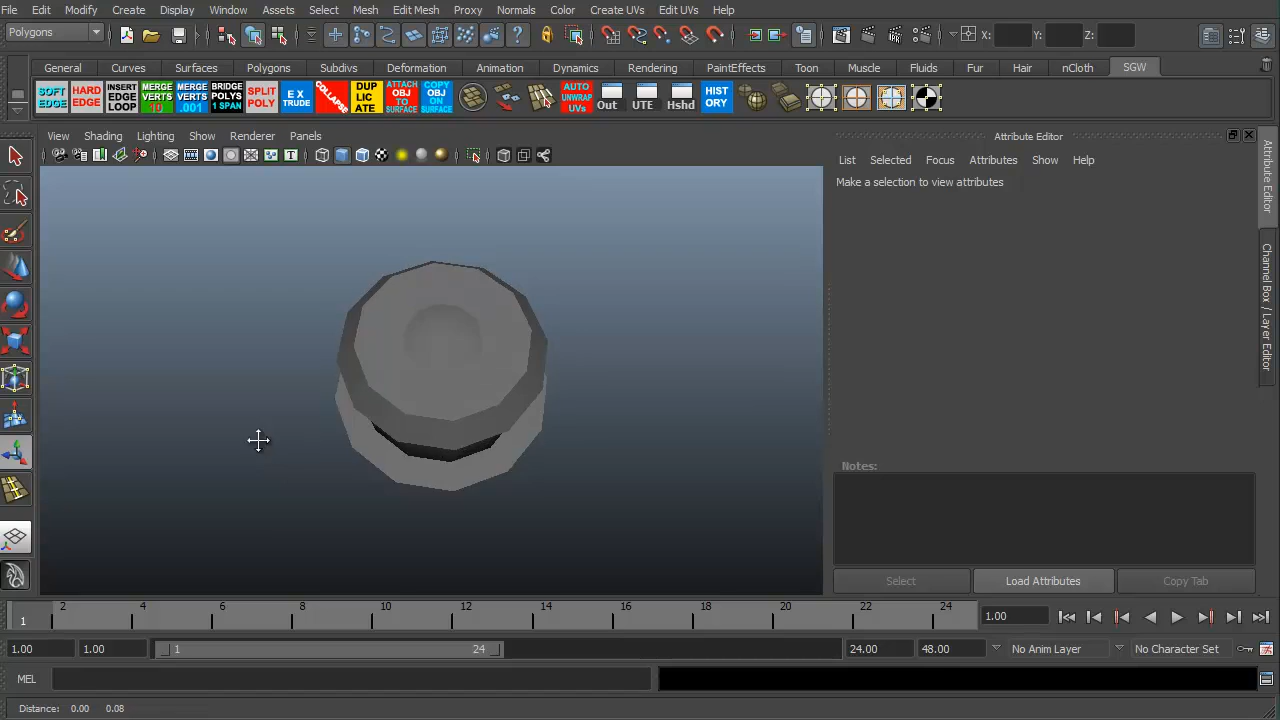 File Edit Modify Create Display Window Assets Select Mesh Edit Mesh Proxy Normals Color Create UVs Edit UVs Help
Polygons X: Y: Z:
General Curves Surfaces Polygons Subdivs Deformation Animation Dynamics Rendering PaintEffects Toon Muscle Fluids Fur Hair nCloth SGW
SOFT EDGE
HARD EDGE
INSERT EDGE LOOP
MERGE VERTS 10
MERGE VERTS .001
BRIDGE POLYS 1 SPAN
SPLIT POLY
EX TRUDE
COLLAPSE
DUP LIC ATE
ATTACH OBJ TO SURFACE
COPY OBJ ON SURFACE
AUTO UNWRAP UVs
Out
UTE
Hshd
HIST ORY
View Shading Lighting Show Renderer Panels
Attribute Editor
List Selected Focus Attributes Show Help
Make a selection to view attributes
Attribute Editor
Channel Box / Layer Editor
Notes:
Select Load Attributes Copy Tab
1 2 4 6 8 10 12 14 16 18 20 22 24 1.00
1.00 1.00 1 24 24.00 48.00 No Anim Layer No Character Set
MEL
Distance: 0.00 0.08